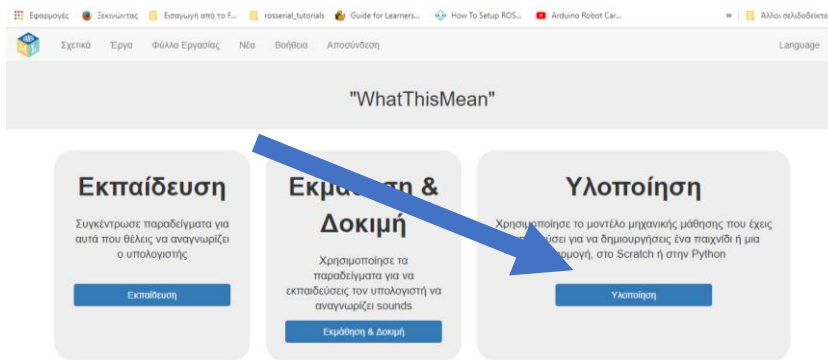 Εφαρμογές Ξεκινώντας Εισαγωγή από το F... rosserial_tutorials Guide for Learners... How To Setup ROS... Arduino Robot Car... » Άλλοι σελιδοδείκτε
Σχετικά Έργα Φύλλα Εργασίας Νέα Βοήθεια Αποσύνδεση Language
"WhatThisMean"
Εκπαίδευση
Συγκέντρωσε παραδείγματα για
αυτά που θέλεις να αναγνωρίζει
ο υπολογιστής
Εκπαίδευση
Εκμάθηση &
Δοκιμή
Χρησιμοποίησε τα
παραδείγματα για να
εκπαιδεύσεις τον υπολογιστή να
αναγνωρίζει sounds
Εκμάθηση & Δοκιμή
Υλοποίηση
Χρησιμοποίησε το μοντέλο μηχανικής μάθησης που έχεις
για να δημιουργήσεις ένα παιχνίδι ή μια
στο Scratch ή στην Python
Υλοποίηση